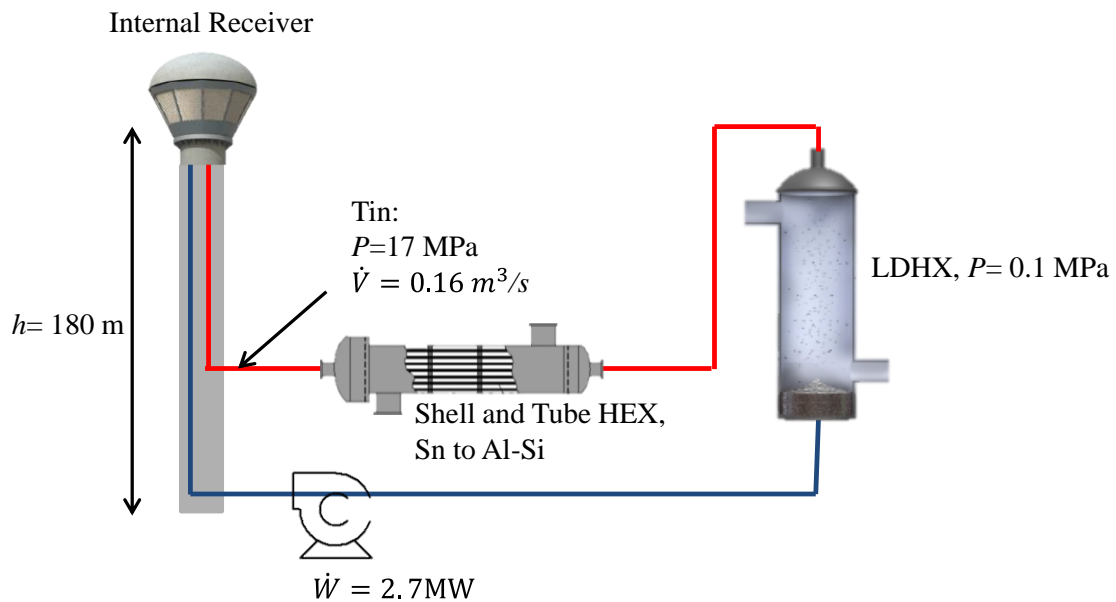 Internal Receiver
Tin:
P=17 MPa
V̇ = 0.16 m³/s
h= 180 m
LDHX, P= 0.1 MPa
Shell and Tube HEX,
Sn to Al-Si
Ẇ = 2.7MW